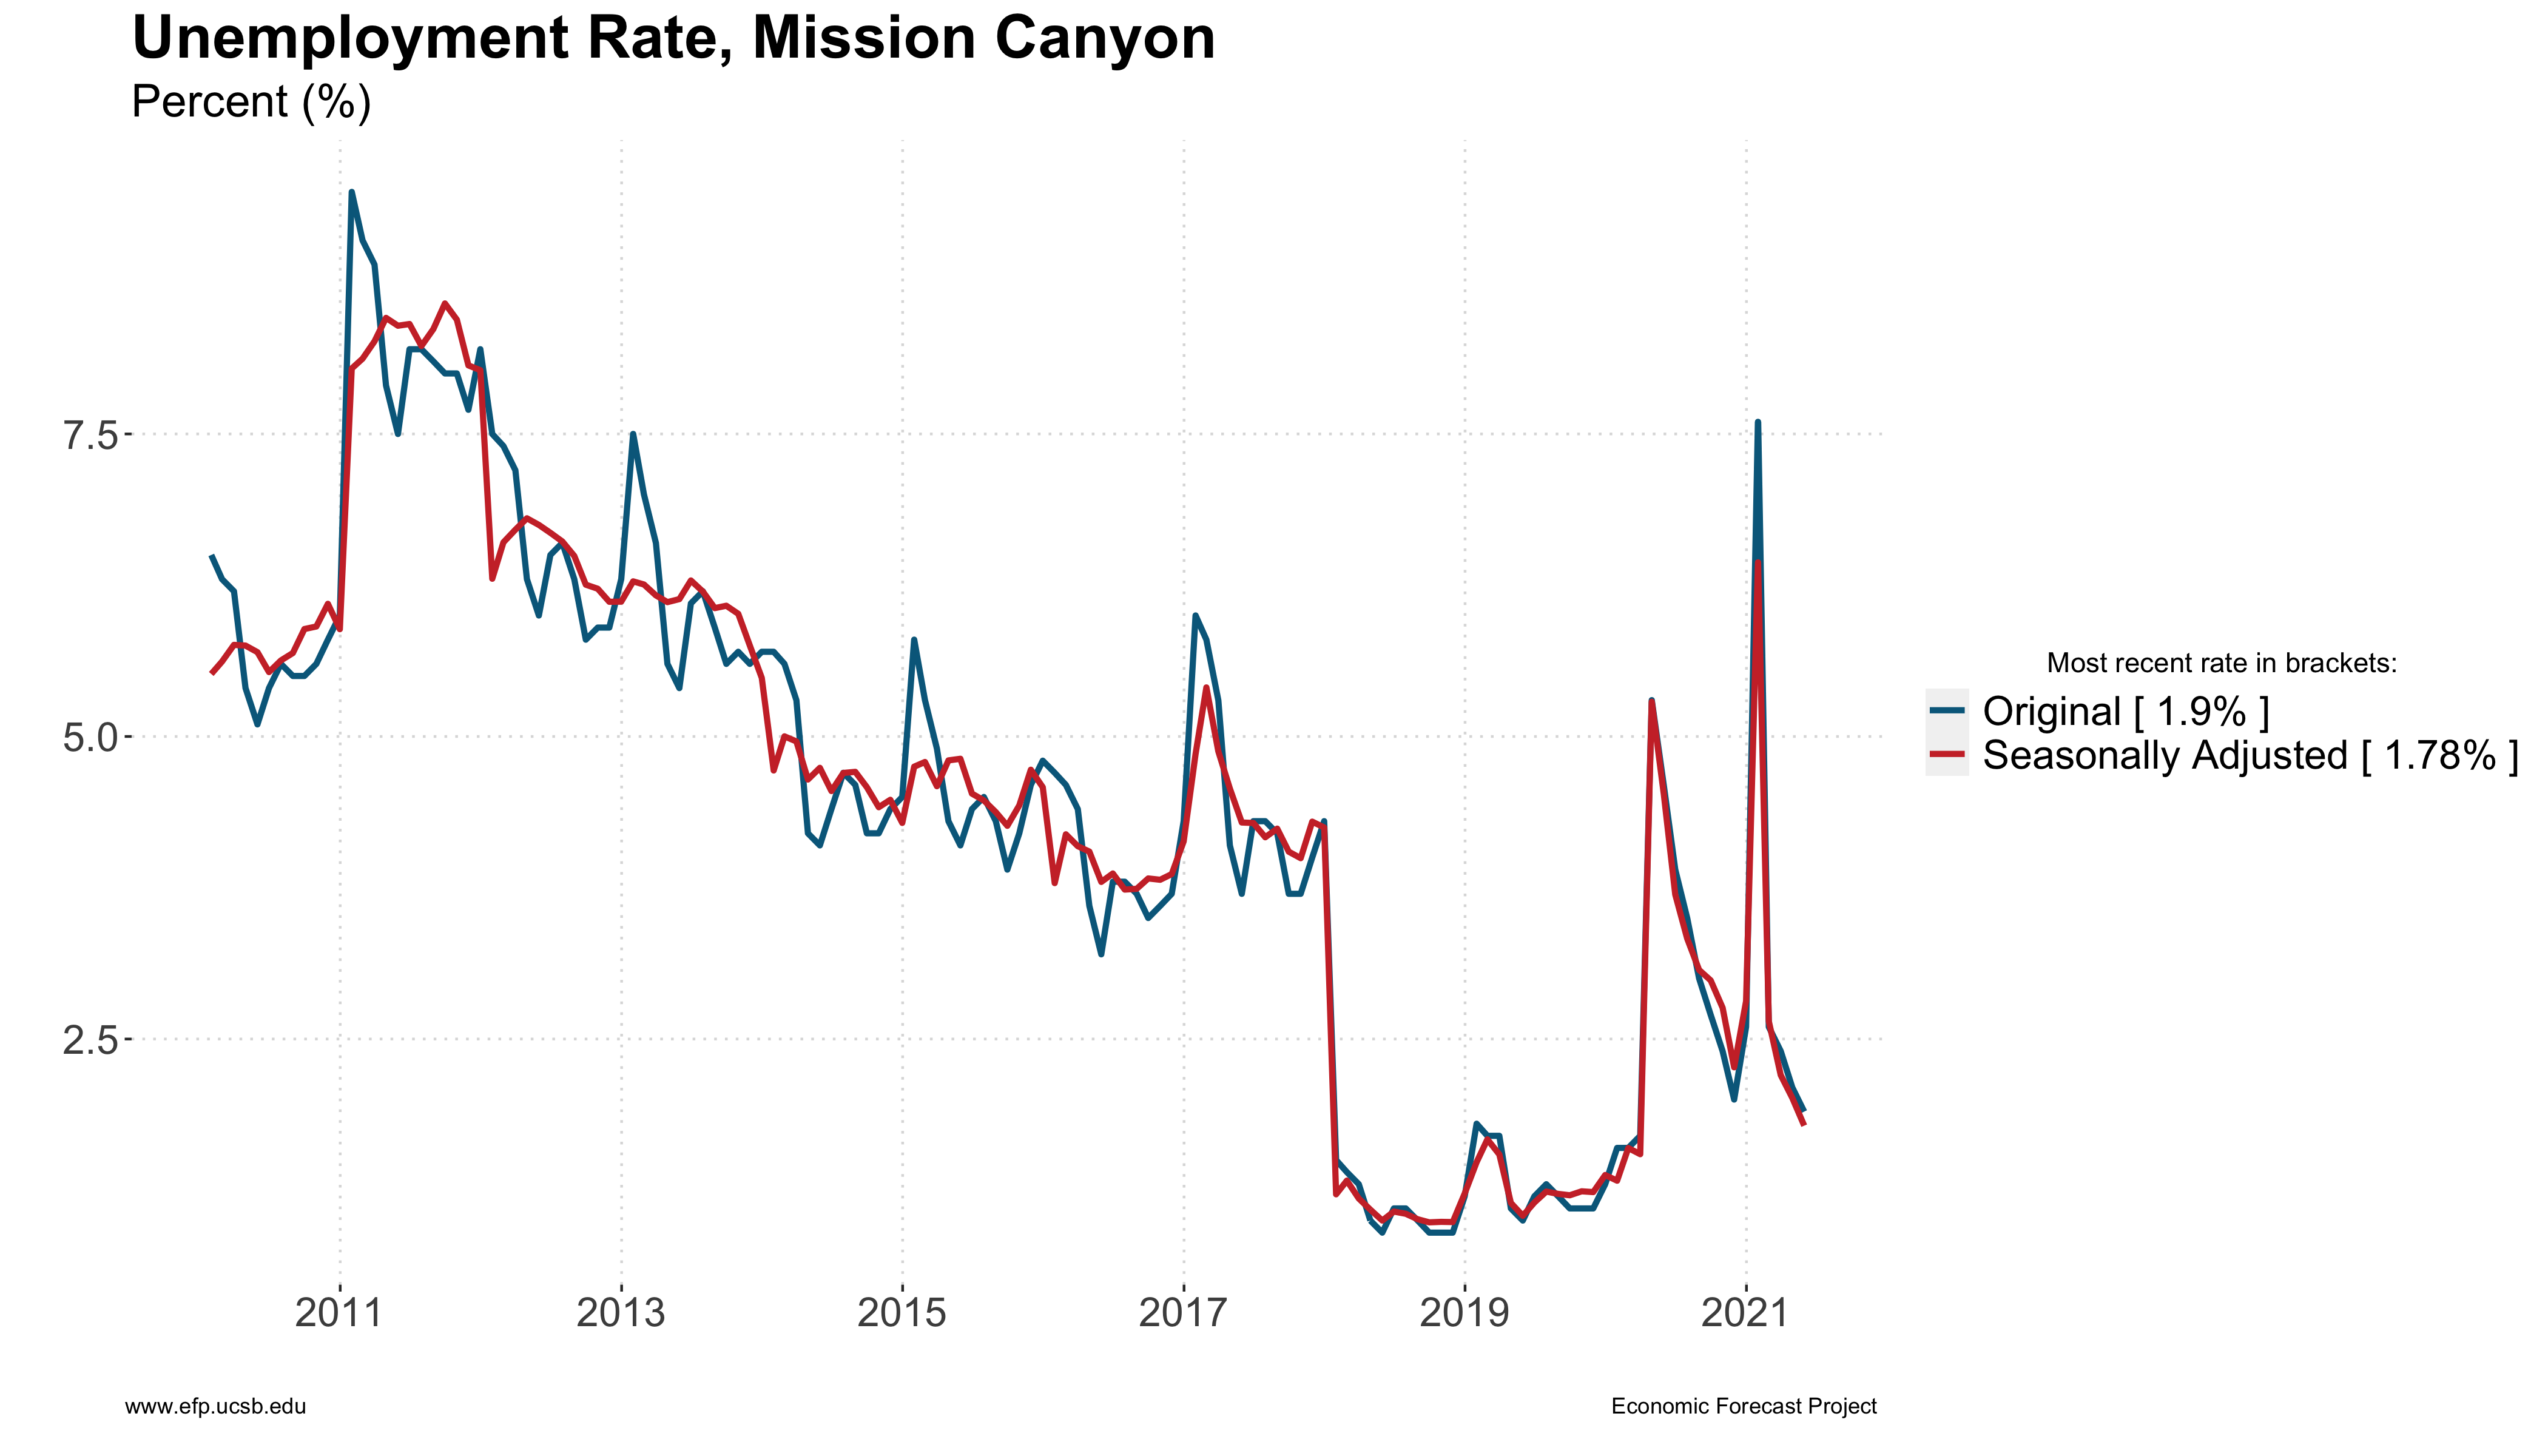 Unemployment Rate, Mission Canyon
Percent (%)
7.5
5.0
2.5
2011 2013 2015 2017 2019 2021
Most recent rate in brackets:
Original [ 1.9% ]
Seasonally Adjusted [ 1.78% ]
www.efp.ucsb.edu
Economic Forecast Project